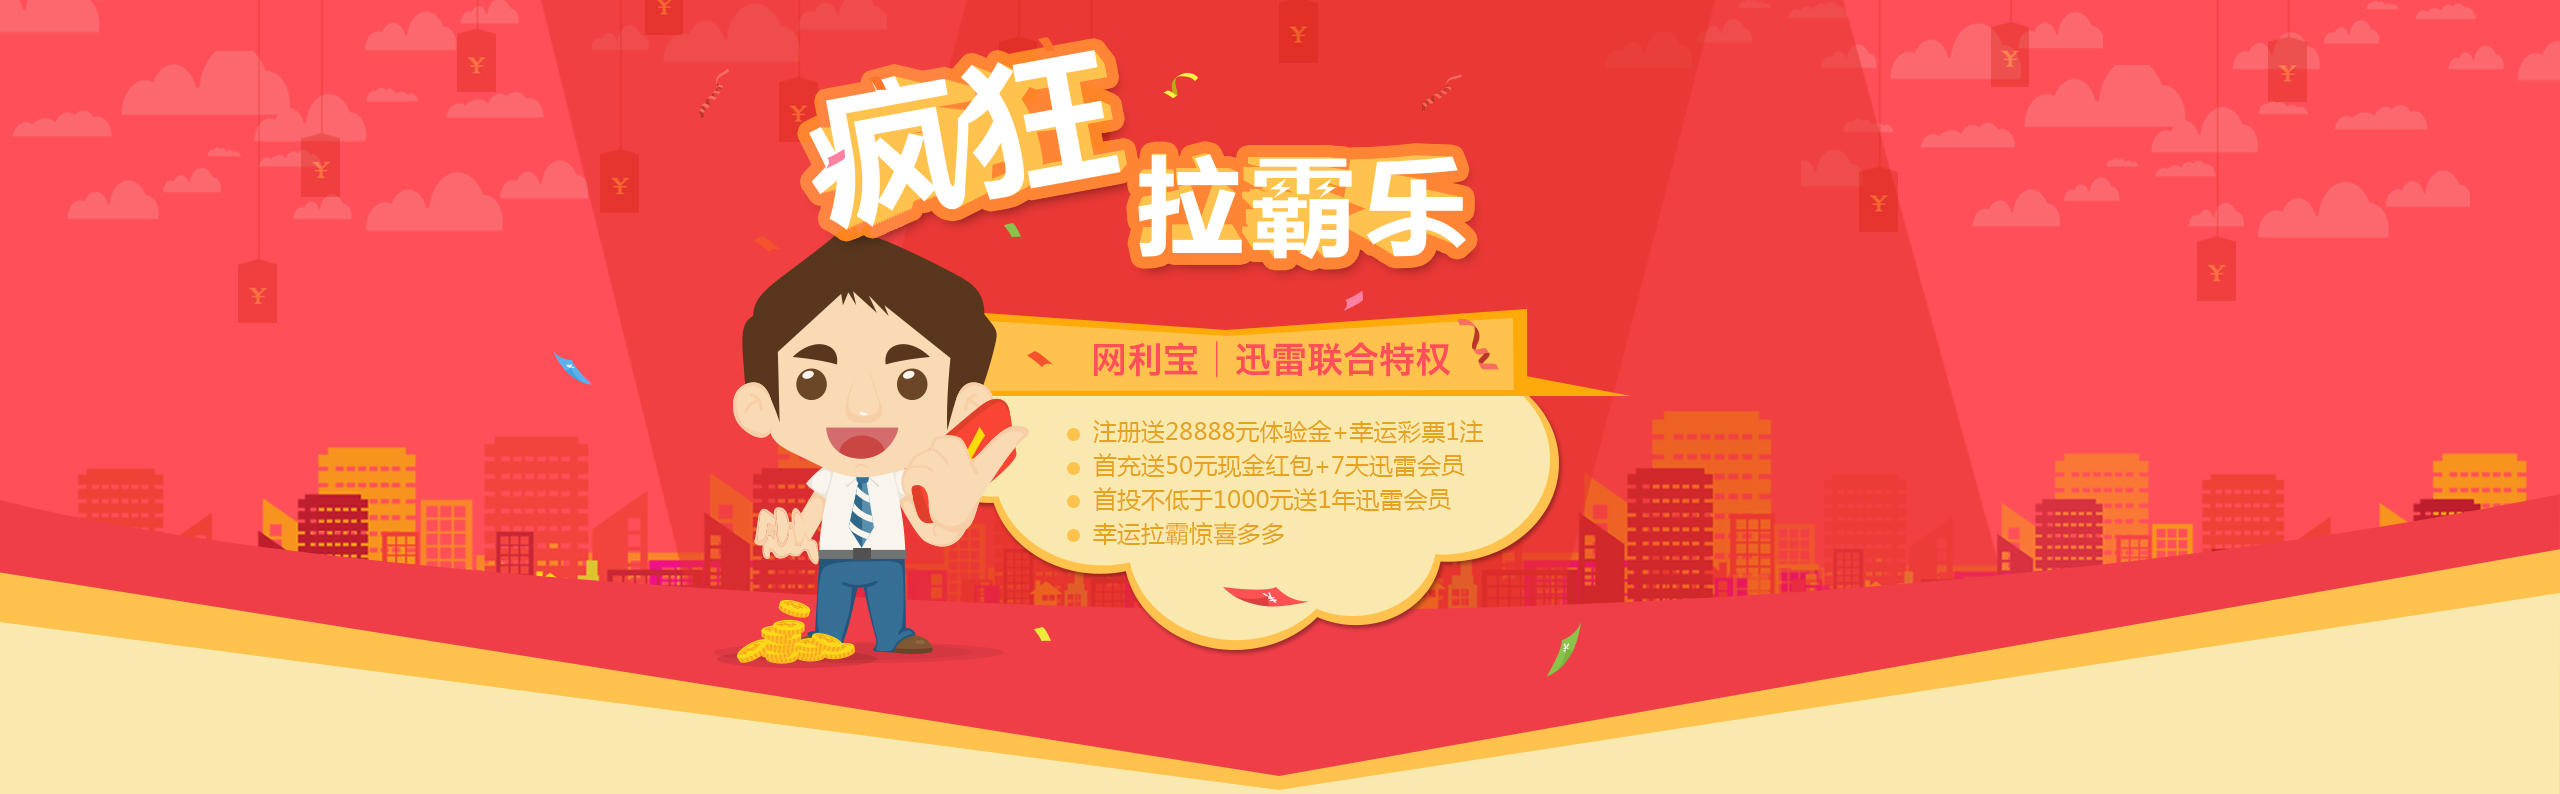 疯狂
拉霸乐
网利宝｜迅雷联合特权
注册送28888元体验金+幸运彩票1注
首充送50元现金红包+7天迅雷会员
首投不低于1000元送1年迅雷会员
幸运拉霸惊喜多多